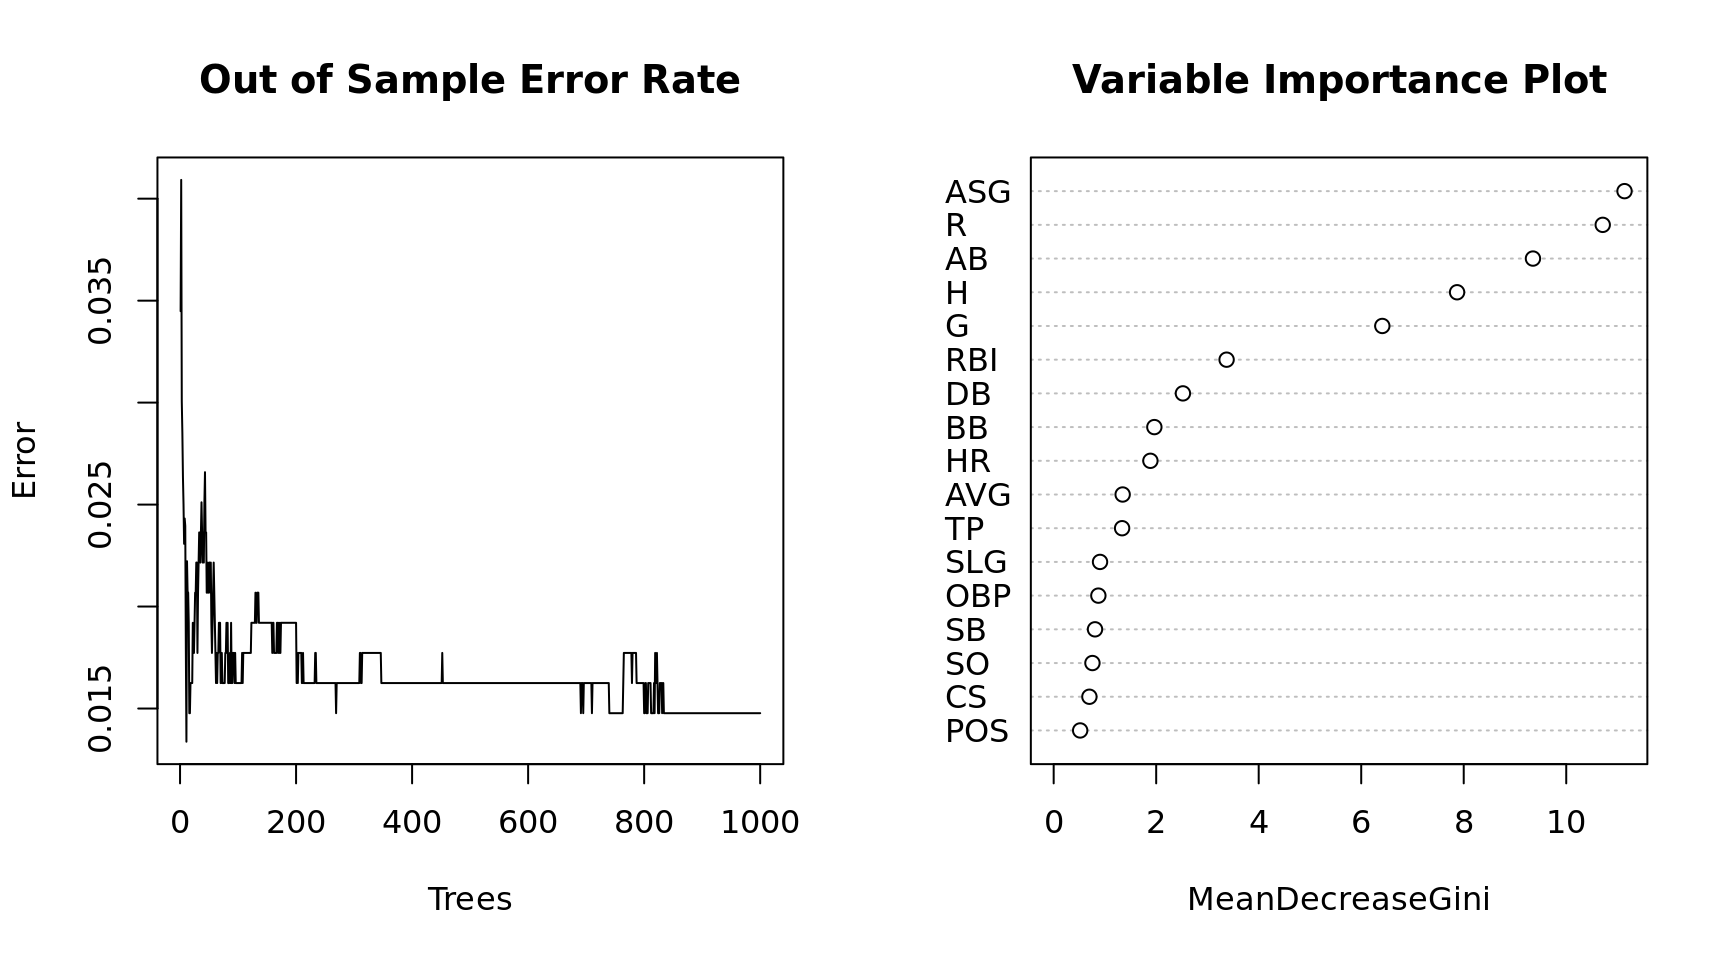 Out of Sample Error Rate
Error
0.035
0.025
0.015
0 200 400 600 800 1000
Trees
Variable Importance Plot
ASG
R
AB
H
G
RBI
DB
BB
HR
AVG
TP
SLG
OBP
SB
SO
CS
POS
0 2 4 6 8 10
MeanDecreaseGini